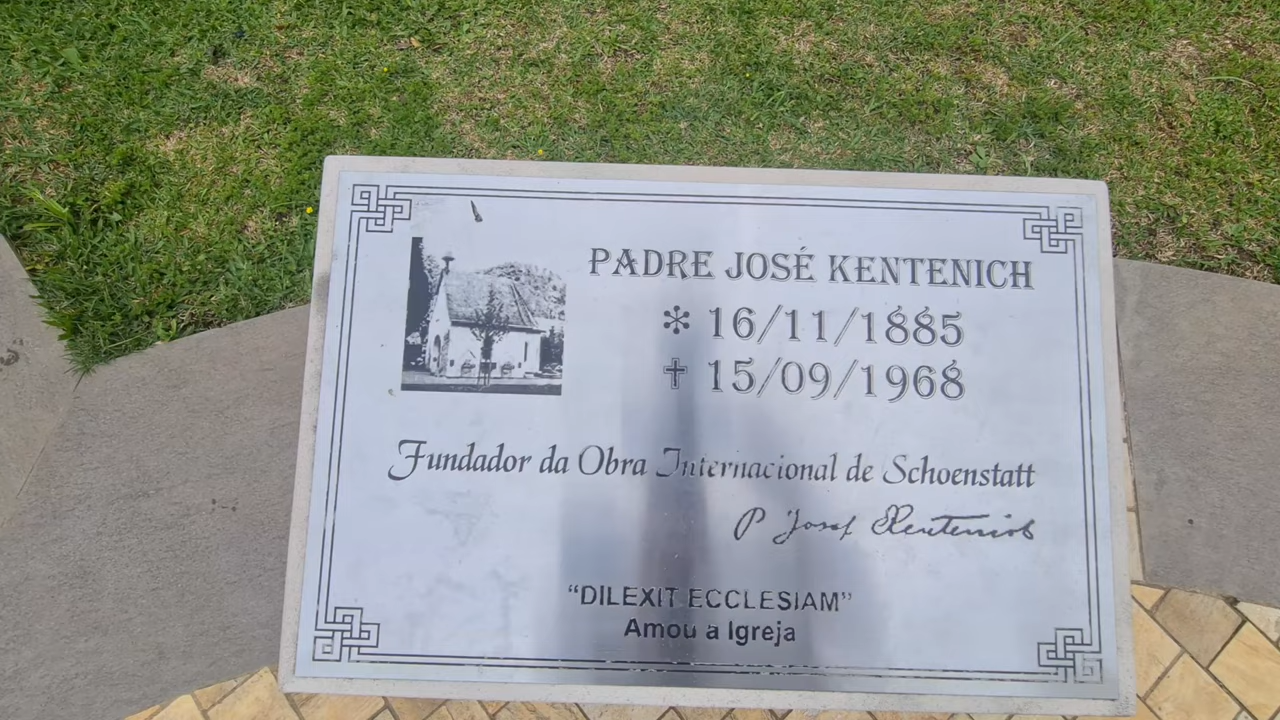 PADRE JOSÉ KENTENICH
* 16/11/1885
✝ 15/09/1968
Fundador da Obra Internacional de Schoenstatt
P Josef Kentenich
“DILEXIT ECCLESIAM”
Amou a Igreja